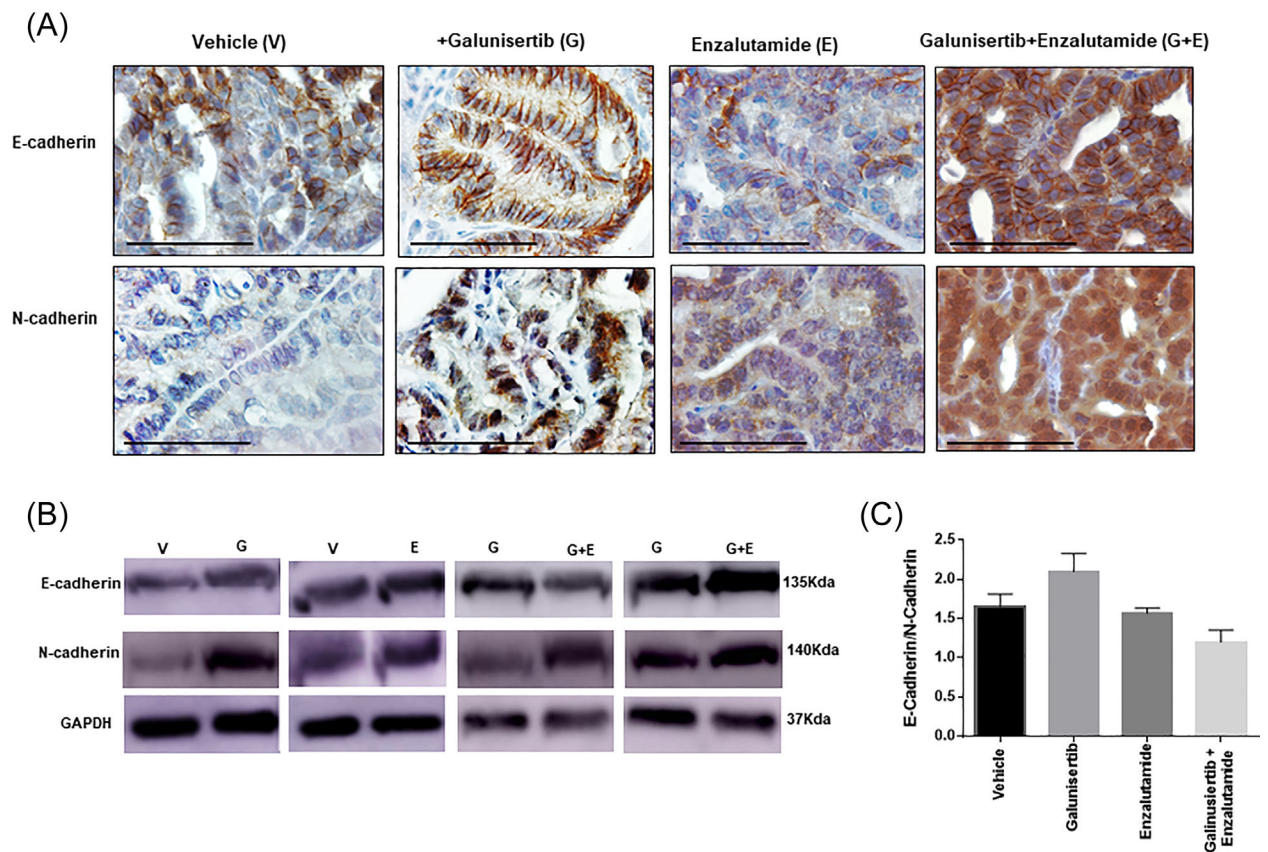 (A)
Vehicle (V)
+Galunisertib (G)
Enzalutamide (E)
Galunisertib+Enzalutamide (G+E)
E-cadherin
N-cadherin
(B)
V G V E G G+E G G+E
E-cadherin
135Kda
N-cadherin
140Kda
GAPDH
37Kda
(C)
E-Cadherin/N-Cadherin
2.5
2.0
1.5
1.0
0.5
0.0
Vehicle
Galunisertib
Enzalutamide
Galinusiertib +
Enzalutamide